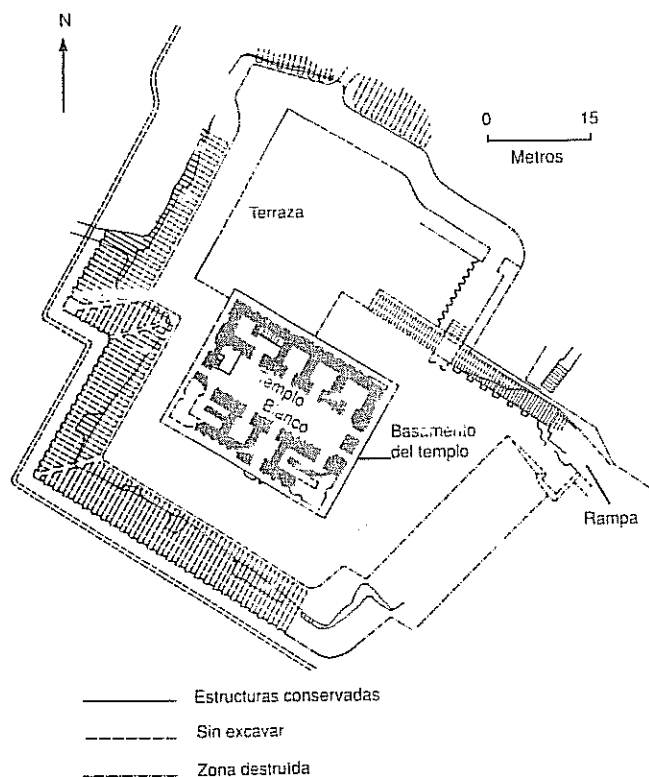 N
0 15
Metros
Terraza
Templo
Blanco
Basamento
del templo
Rampa
Estructuras conservadas
Sin excavar
Zona destruida